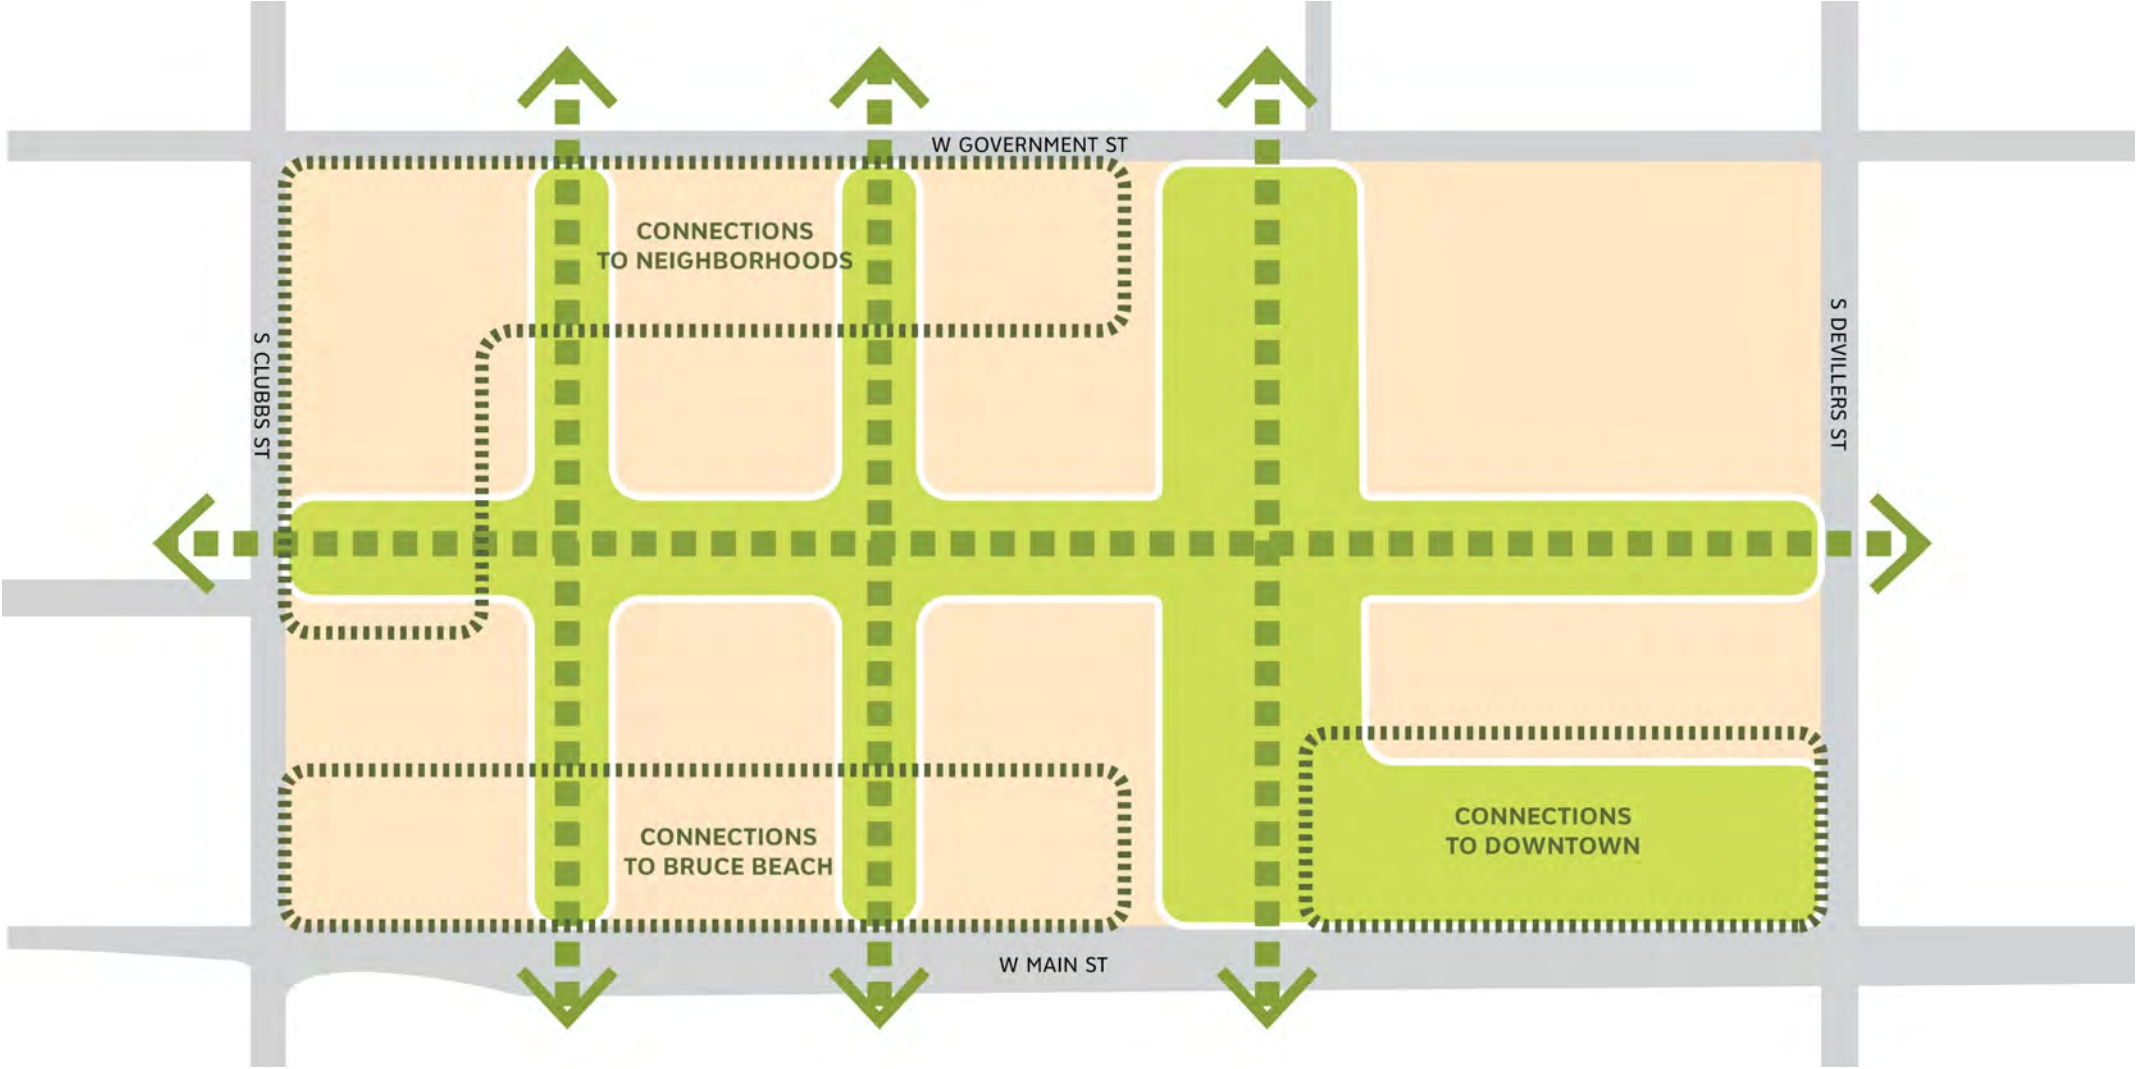 W GOVERNMENT ST
CONNECTIONS
TO NEIGHBORHOODS
S CLUBBS ST
S DEVILLERS ST
CONNECTIONS
TO BRUCE BEACH
CONNECTIONS
TO DOWNTOWN
W MAIN ST